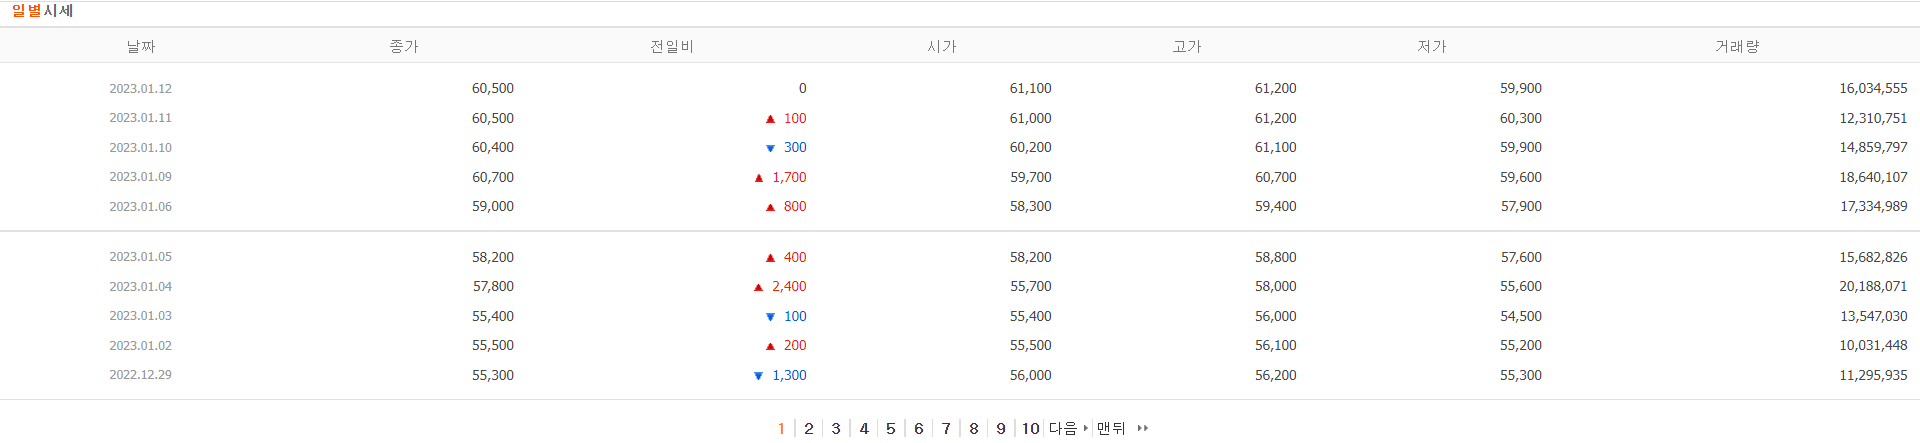 일별시세
날짜 종가 전일비 시가 고가 저가 거래량
2023.01.12 60,500 0 61,100 61,200 59,900 16,034,555
2023.01.11 60,500 ▲ 100 61,000 61,200 60,300 12,310,751
2023.01.10 60,400 ▼ 300 60,200 61,100 59,900 14,859,797
2023.01.09 60,700 ▲ 1,700 59,700 60,700 59,600 18,640,107
2023.01.06 59,000 ▲ 800 58,300 59,400 57,900 17,334,989
2023.01.05 58,200 ▲ 400 58,200 58,800 57,600 15,682,826
2023.01.04 57,800 ▲ 2,400 55,700 58,000 55,600 20,188,071
2023.01.03 55,400 ▼ 100 55,400 56,000 54,500 13,547,030
2023.01.02 55,500 ▲ 200 55,500 56,100 55,200 10,031,448
2022.12.29 55,300 ▼ 1,300 56,000 56,200 55,300 11,295,935
1 2 3 4 5 6 7 8 9 10 다음 맨뒤